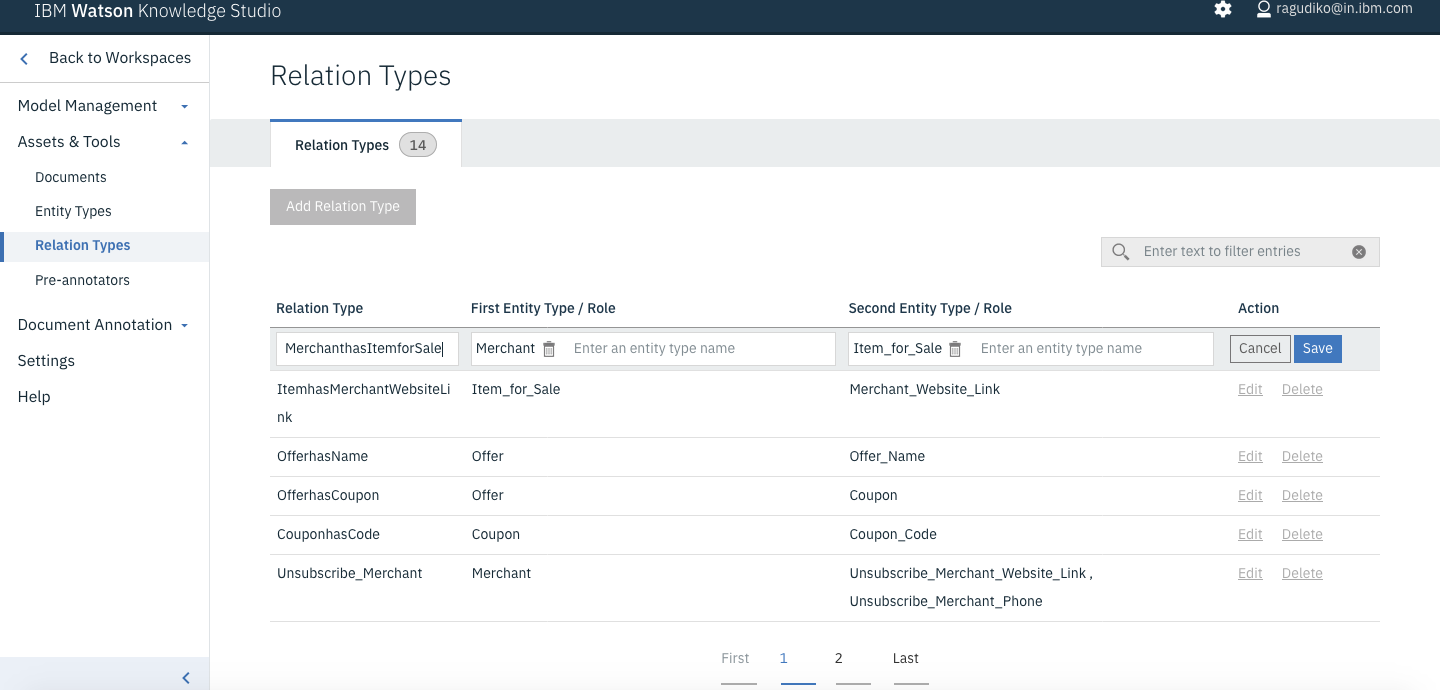 IBM Watson Knowledge Studio
ragudiko@in.ibm.com
Back to Workspaces
Model Management
Assets & Tools
Documents
Entity Types
Relation Types
Pre-annotators
Document Annotation
Settings
Help
Relation Types
Relation Types 14
Add Relation Type
Enter text to filter entries
Relation Type First Entity Type / Role Second Entity Type / Role Action
MerchanthasItemforSale Merchant Enter an entity type name Item_for_Sale Enter an entity type name Cancel Save
ItemhasMerchantWebsiteLi Item_for_Sale Merchant_Website_Link Edit Delete
nk
OfferhasName Offer Offer_Name Edit Delete
OfferhasCoupon Offer Coupon Edit Delete
CouponhasCode Coupon Coupon_Code Edit Delete
Unsubscribe_Merchant Merchant Unsubscribe_Merchant_Website_Link , Edit Delete
Unsubscribe_Merchant_Phone
First 1 2 Last